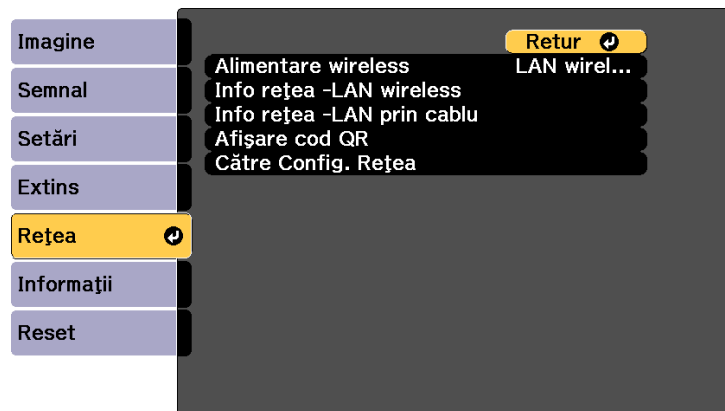 Imagine
Semnal
Setări
Extins
Reţea
Informaţii
Reset
Retur
Alimentare wireless LAN wirel...
Info reţea -LAN wireless
Info reţea -LAN prin cablu
Afişare cod QR
Către Config. Reţea